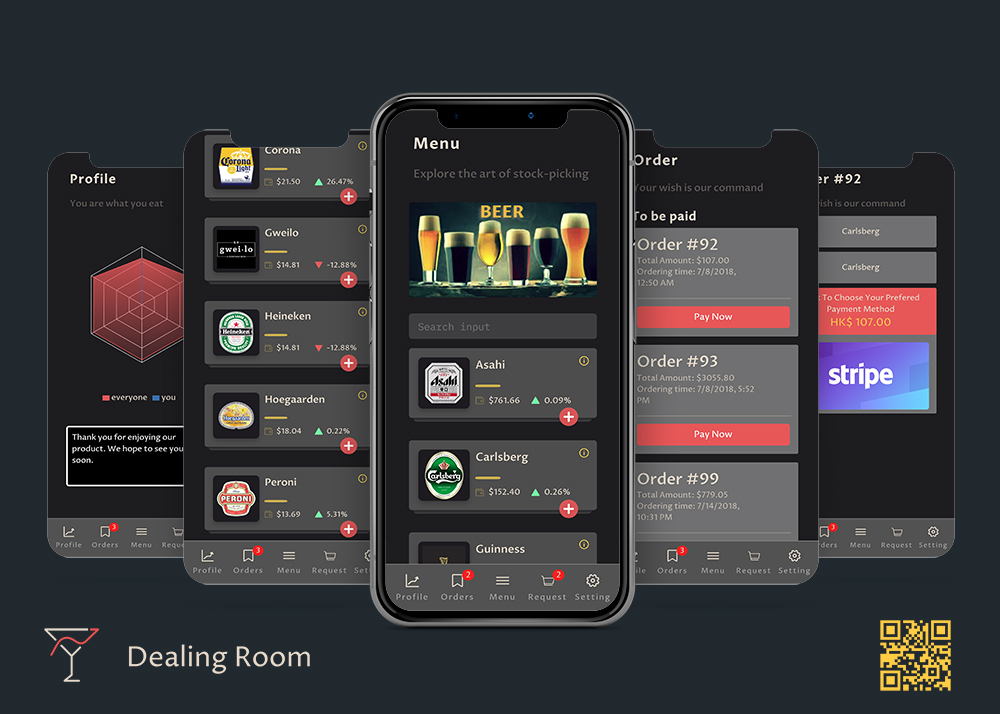 Profile
You are what you eat
everyone
you
Thank you for enjoying our
product. We hope to see you
soon.
Profile
3
Orders
Menu
Corona
Corona
Light
$21.50
26.47%
Gweilo
gwei·lo
$14.81
-12.88%
Heineken
Heineken
$14.81
-12.88%
Hoegaarden
Hoegaarden
$18.04
0.22%
Peroni
PERONI
$13.69
5.31%
Profile
3
Orders
Menu
Request
Menu
Explore the art of stock-picking
BEER
Search input
Asahi
Asahi
$761.66
0.09%
Carlsberg
Carlsberg
$152.40
0.26%
Guinness
Profile
2
Orders
Menu
2
Request
Setting
Order
Your wish is our command
To be paid
Order #92
Total Amount: $107.00
Ordering time: 7/8/2018,
12:50 AM
Pay Now
Order #93
Total Amount: $3055.80
Ordering time: 7/8/2018, 5:52
PM
Pay Now
Order #99
Total Amount: $779.05
Ordering time: 7/14/2018,
10:31 PM
3
Orders
Menu
Request
Setting
er #92
wish is our command
Carlsberg
Carlsberg
To Choose Your Prefered
Payment Method
HK$ 107.00
stripe
3
Menu
Request
Setting
Dealing Room